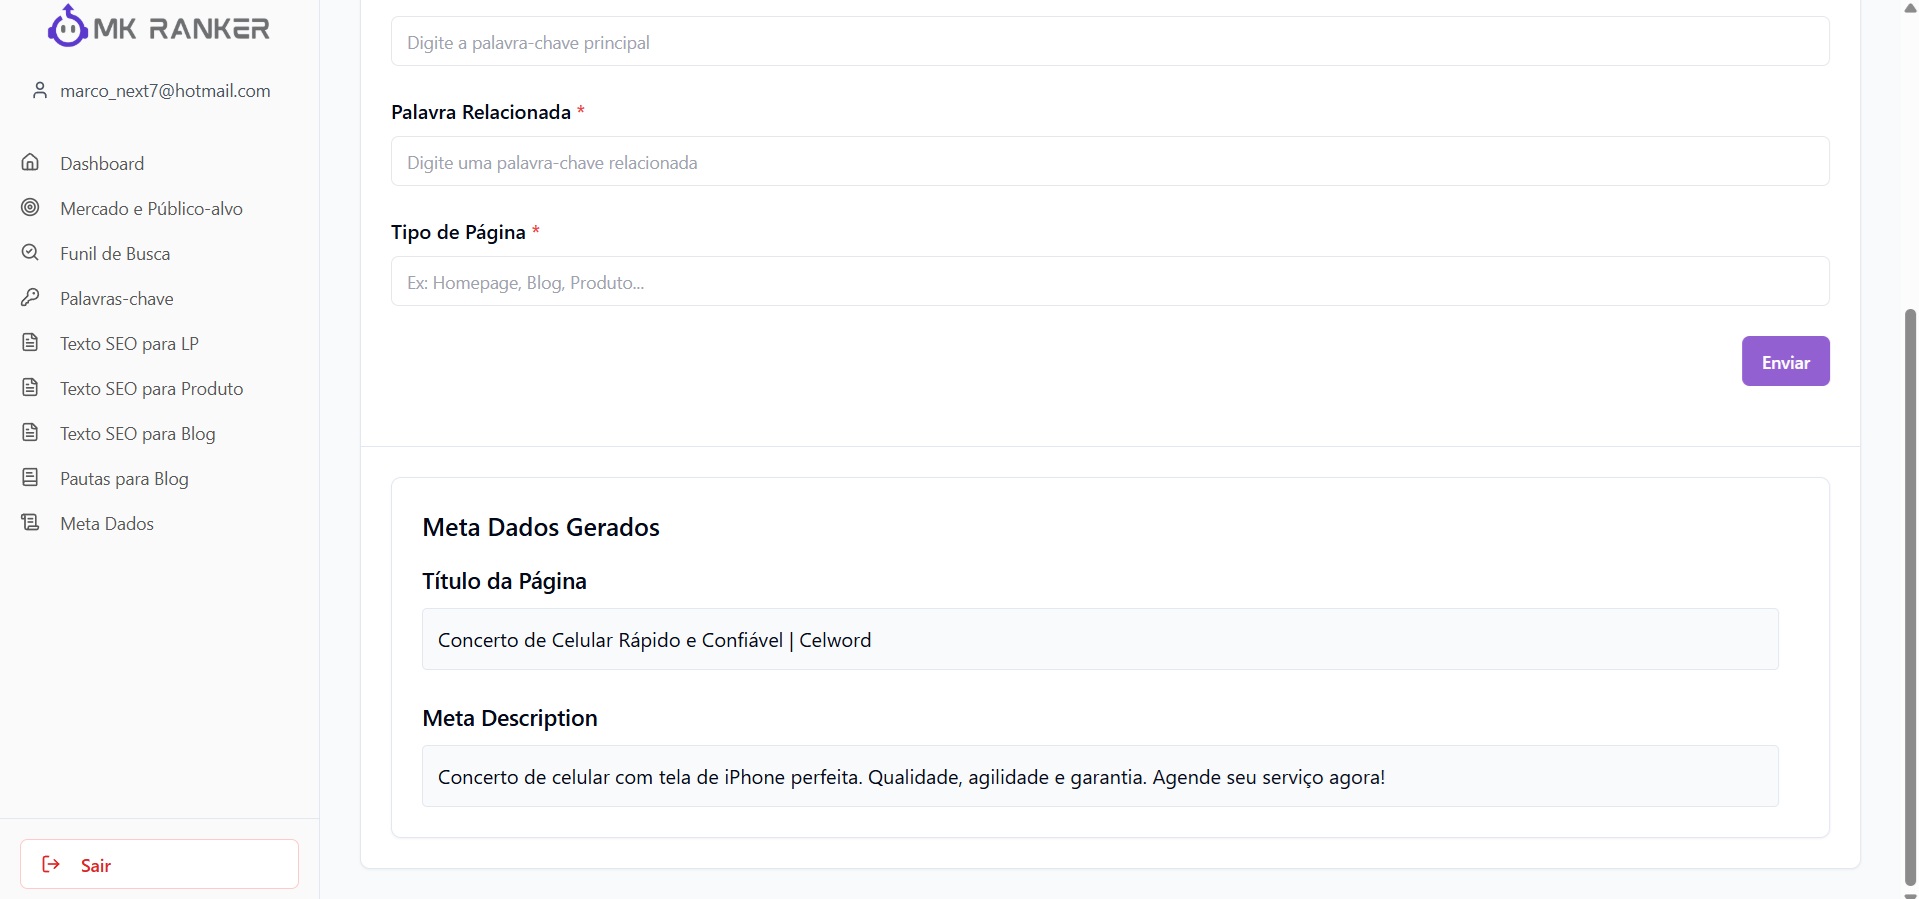 MK RANKER
marco_next7@hotmail.com
Dashboard
Mercado e Público-alvo
Funil de Busca
Palavras-chave
Texto SEO para LP
Texto SEO para Produto
Texto SEO para Blog
Pautas para Blog
Meta Dados
Sair
Digite a palavra-chave principal
Palavra Relacionada *
Digite uma palavra-chave relacionada
Tipo de Página *
Ex: Homepage, Blog, Produto...
Enviar
Meta Dados Gerados
Título da Página
Concerto de Celular Rápido e Confiável | Celword
Meta Description
Concerto de celular com tela de iPhone perfeita. Qualidade, agilidade e garantia. Agende seu serviço agora!